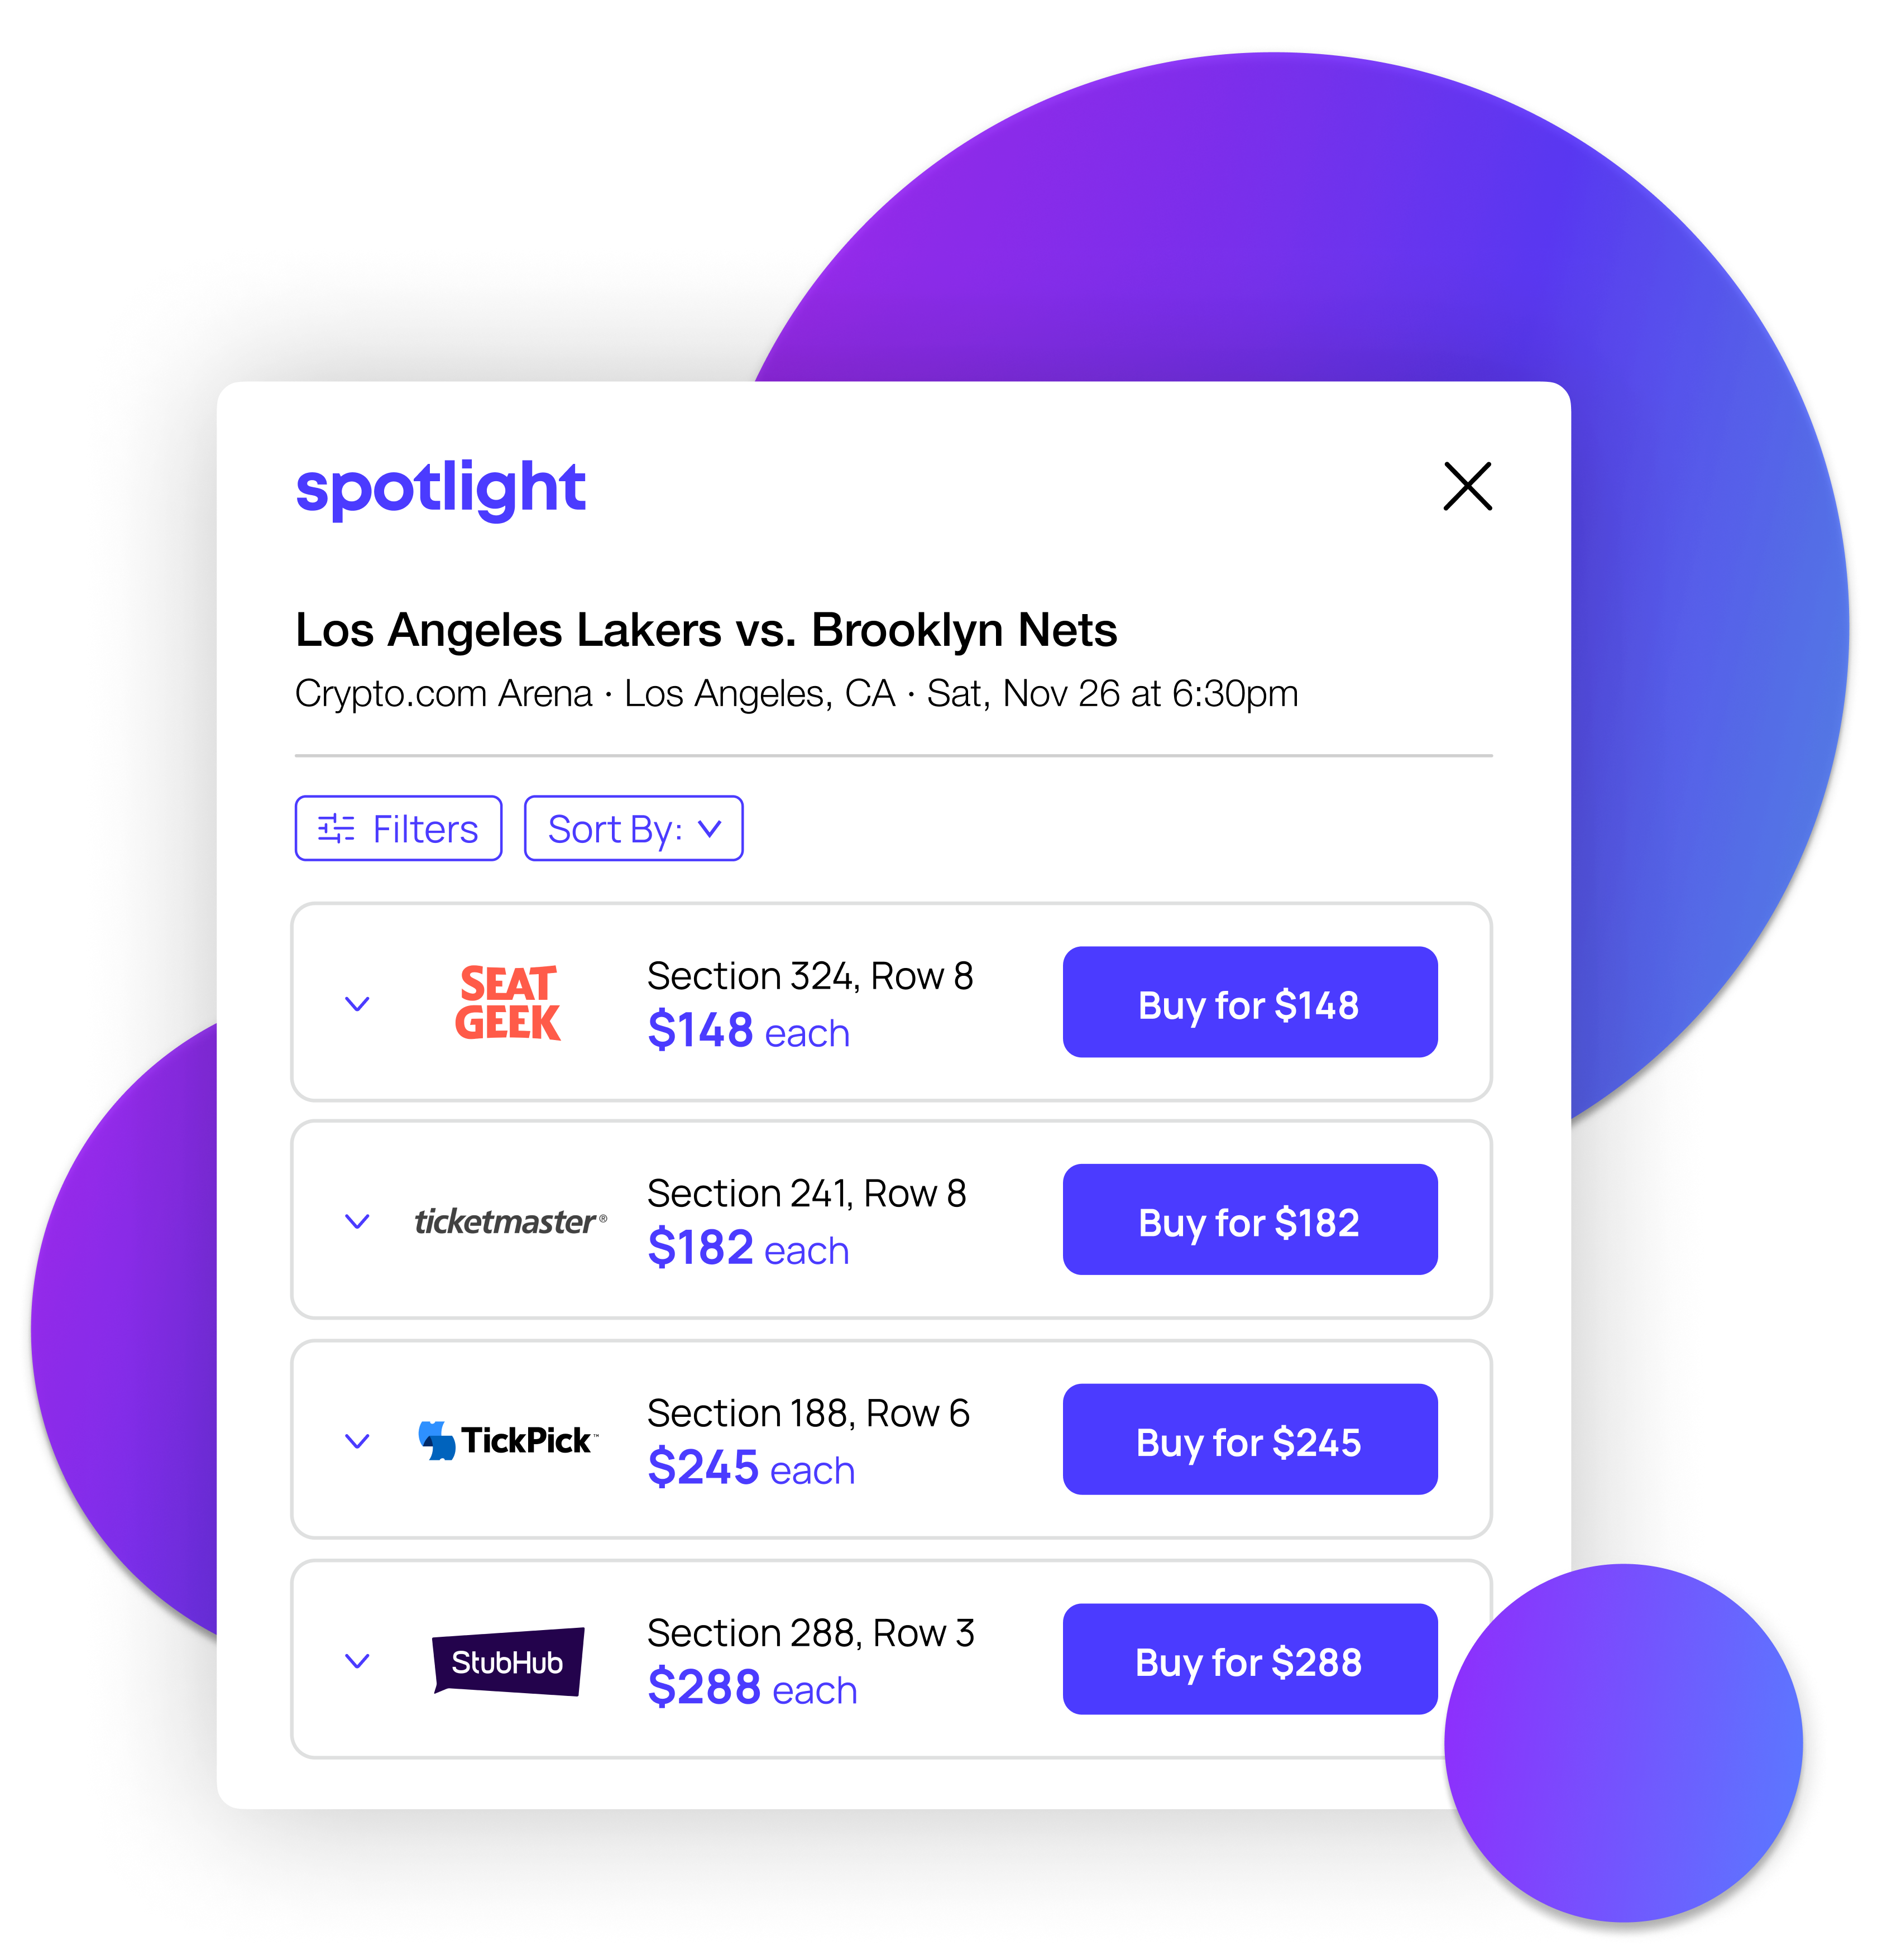 spotlight
Los Angeles Lakers vs. Brooklyn Nets
Crypto.com Arena · Los Angeles, CA · Sat, Nov 26 at 6:30pm
Filters
Sort By:
SEAT
GEEK
Section 324, Row 8
$148 each
Buy for $148
ticketmaster®
Section 241, Row 8
$182 each
Buy for $182
TickPick™
Section 188, Row 6
$245 each
Buy for $245
StubHub
Section 288, Row 3
$288 each
Buy for $288